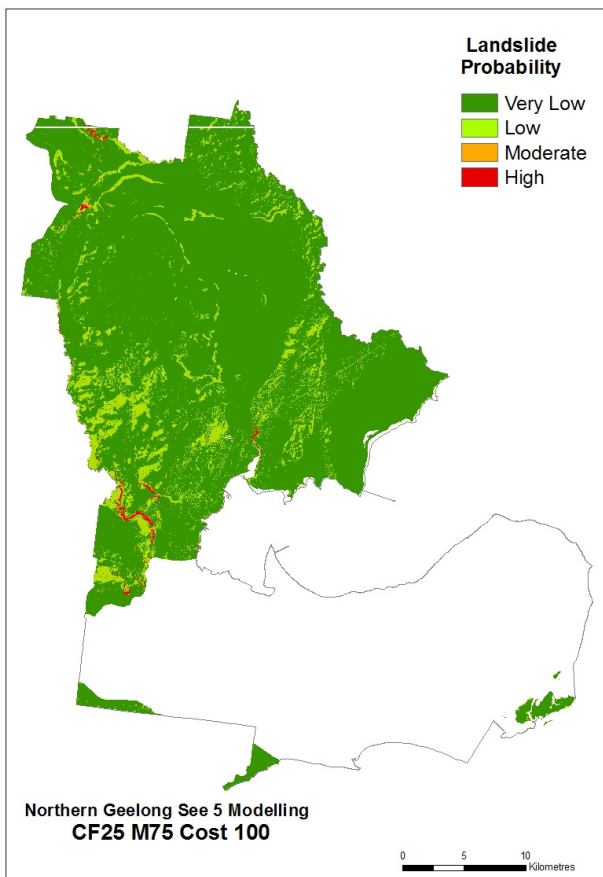 Landslide
Probability
Very Low
Low
Moderate
High
Northern Geelong See 5 Modelling
CF25 M75 Cost 100
0 5 10
Kilometres